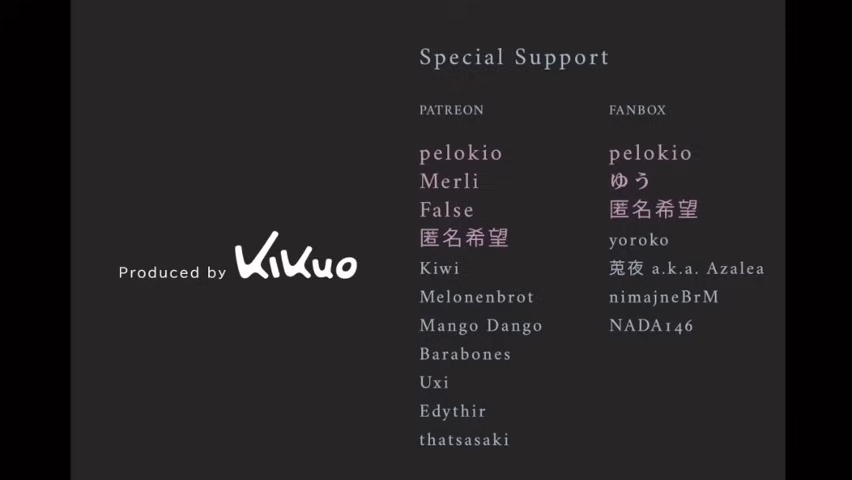 Produced by KiKuo
Special Support
PATREON
pelokio
Merli
False
匿名希望
Kiwi
Melonenbrot
Mango Dango
Barabones
Uxi
Edythir
thatsasaki
FANBOX
pelokio
ゆう
匿名希望
yoroko
莵夜 a.k.a. Azalea
nimajneBrM
NADA146